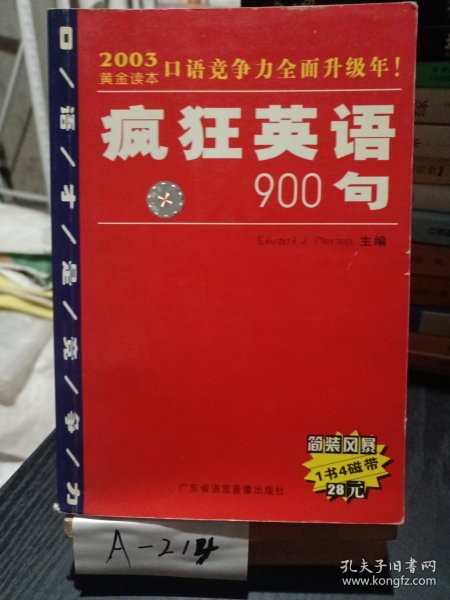 口/语/才/是/竞/争/力
2003
黄金读本
口语竞争力全面升级年！
疯狂英语
900句
Edward J. Morton 主编
简装风暴
1书4磁带
28元
广东省语言音像出版社
A-214
孔夫子旧书网
www.kongfz.com